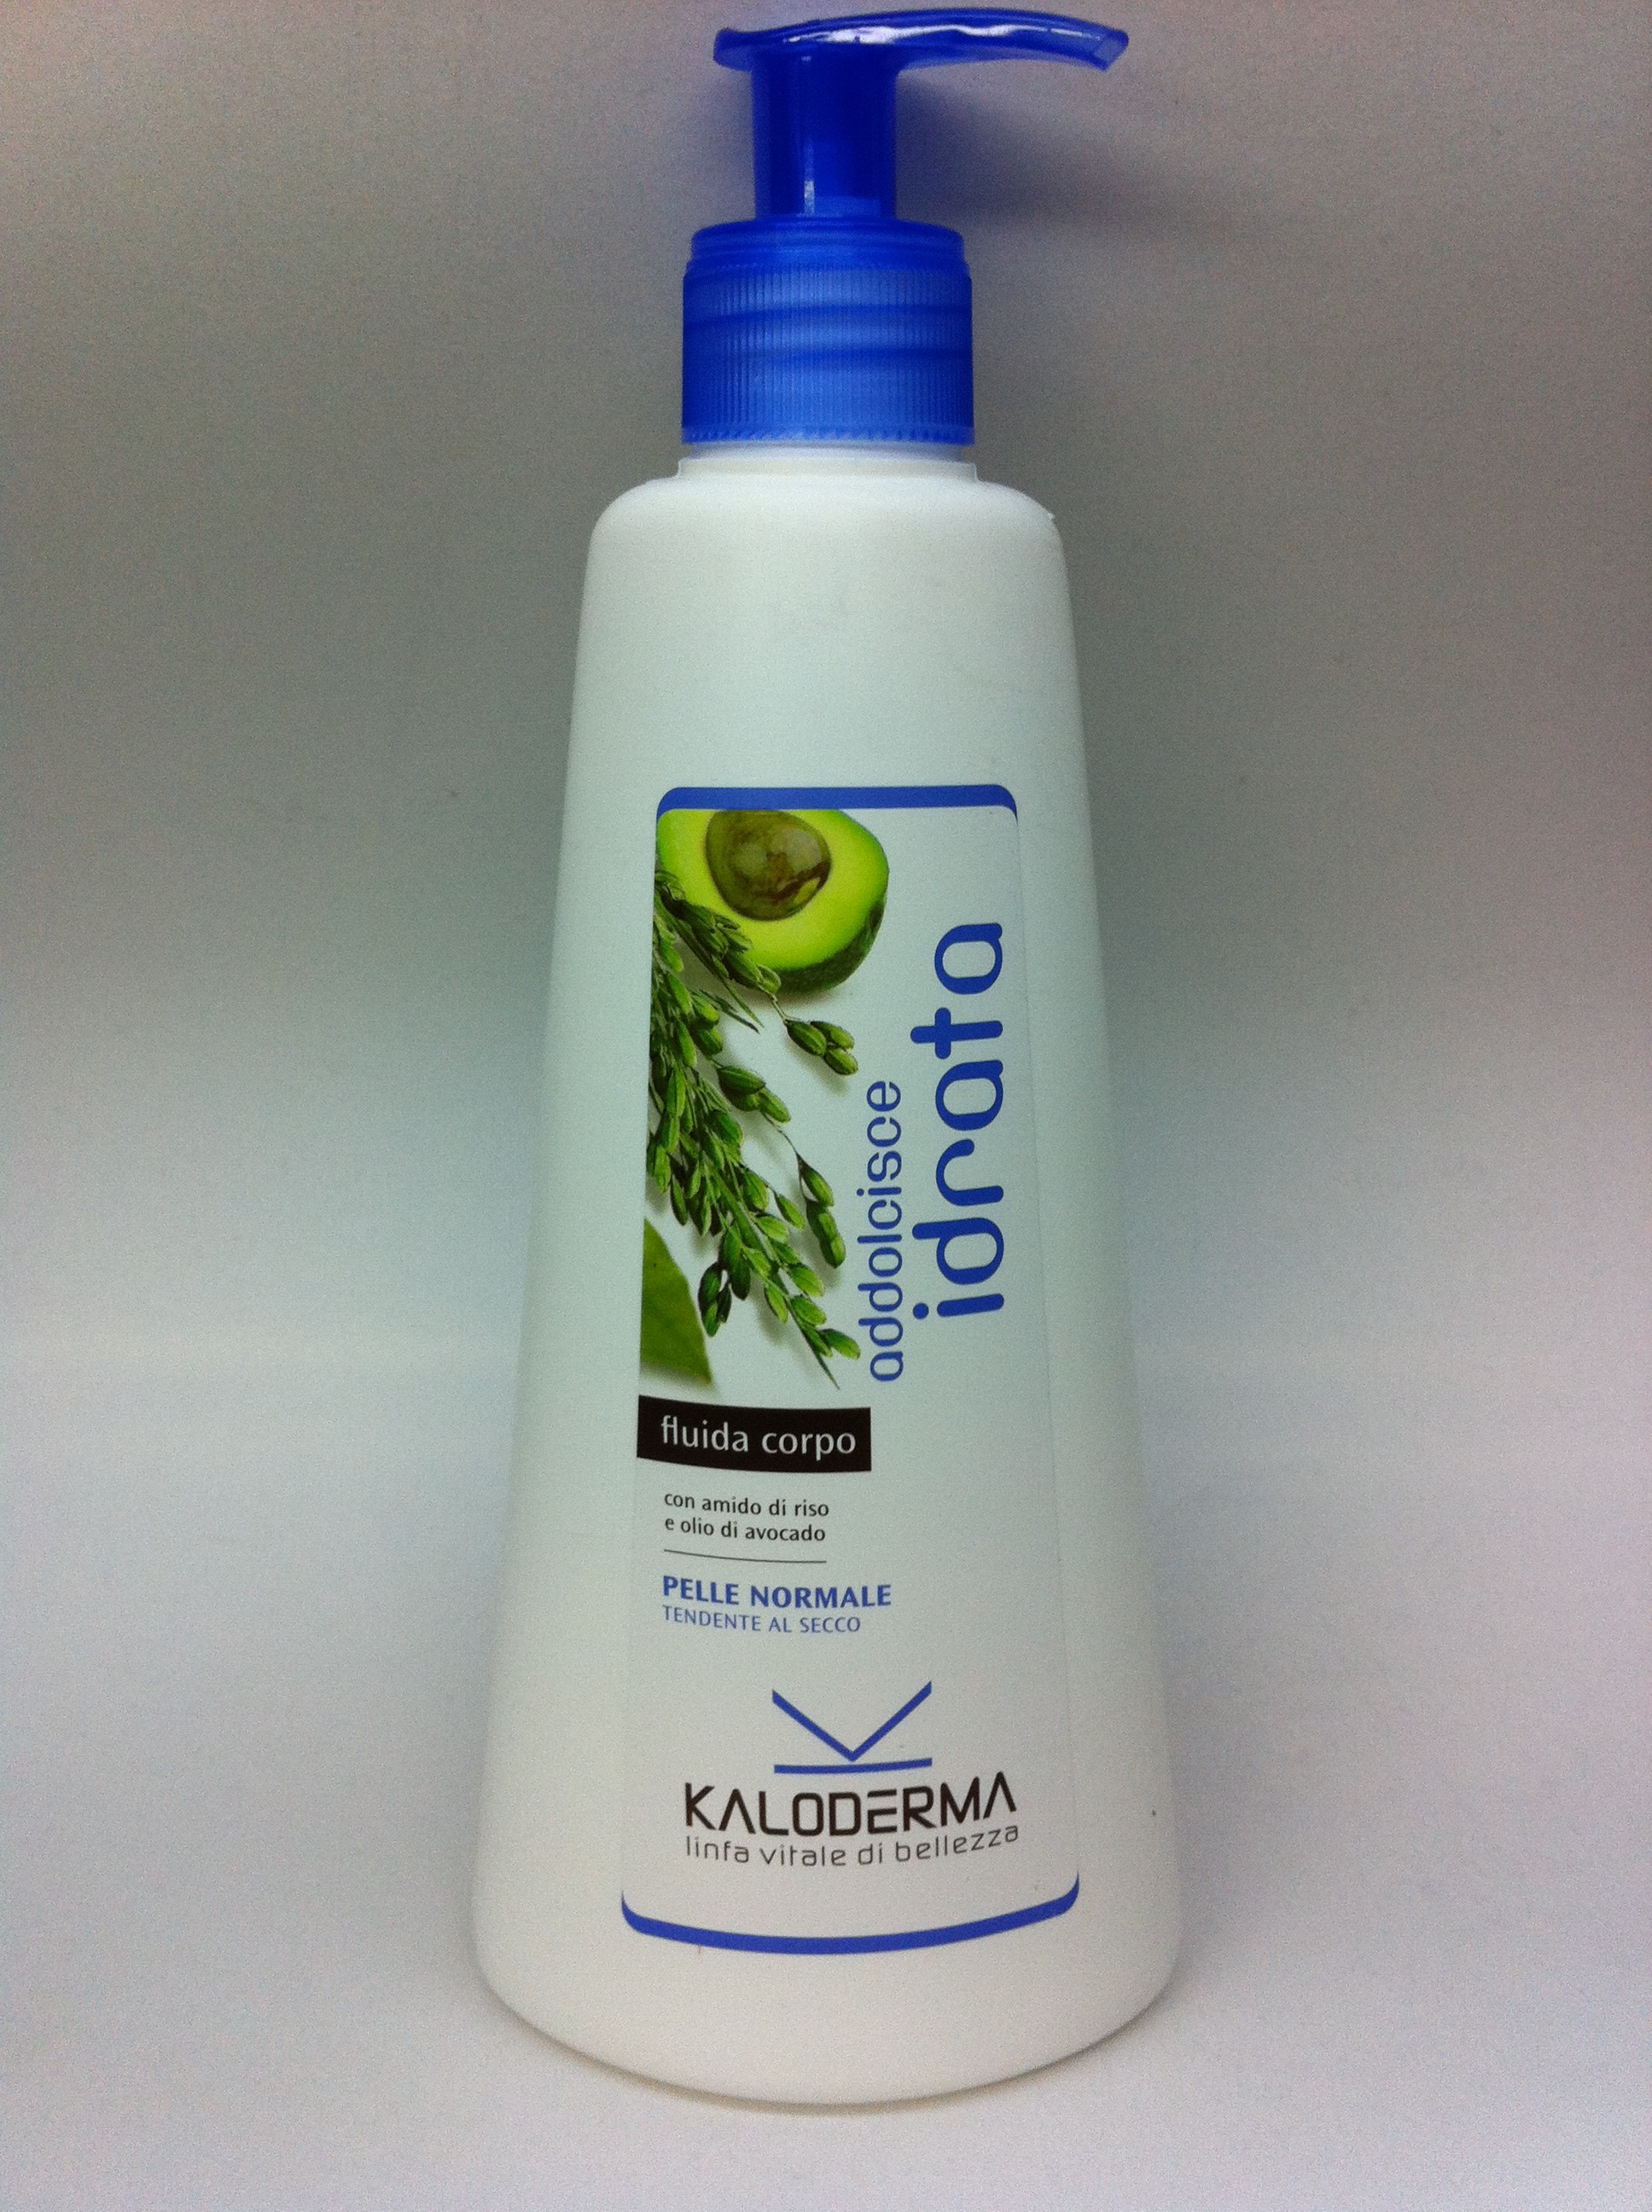 addolcisce
idrata
fluida corpo
con amido di riso
e olio di avocado
PELLE NORMALE
TENDENTE AL SECCO
KALODERMA
linfa vitale di bellezza